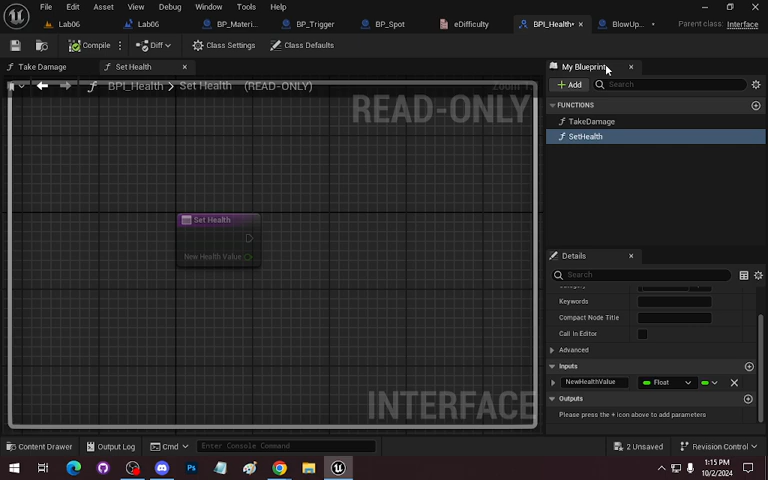 File Edit Asset View Debug Window Tools Help
Lab06 Lab06 BP_Materi... BP_Trigger BP_Spot eDifficulty BPI_Health• BlowUp... Parent class: Interface
Compile Diff Class Settings Class Defaults
Take Damage Set Health My Blueprint
BPI_Health > Set Health (READ-ONLY)
READ-ONLY
+ Add Search
FUNCTIONS
f TakeDamage
f SetHealth
Set Health
New Health Value
Details
Search
Keywords
Compact Node Title
Call In Editor
Advanced
Inputs
NewHealthValue Float
Outputs
Please press the + icon above to add parameters
INTERFACE
Content Drawer Output Log Cmd Enter Console Command 3 Unsaved Revision Control
1:15 PM
10/2/2024